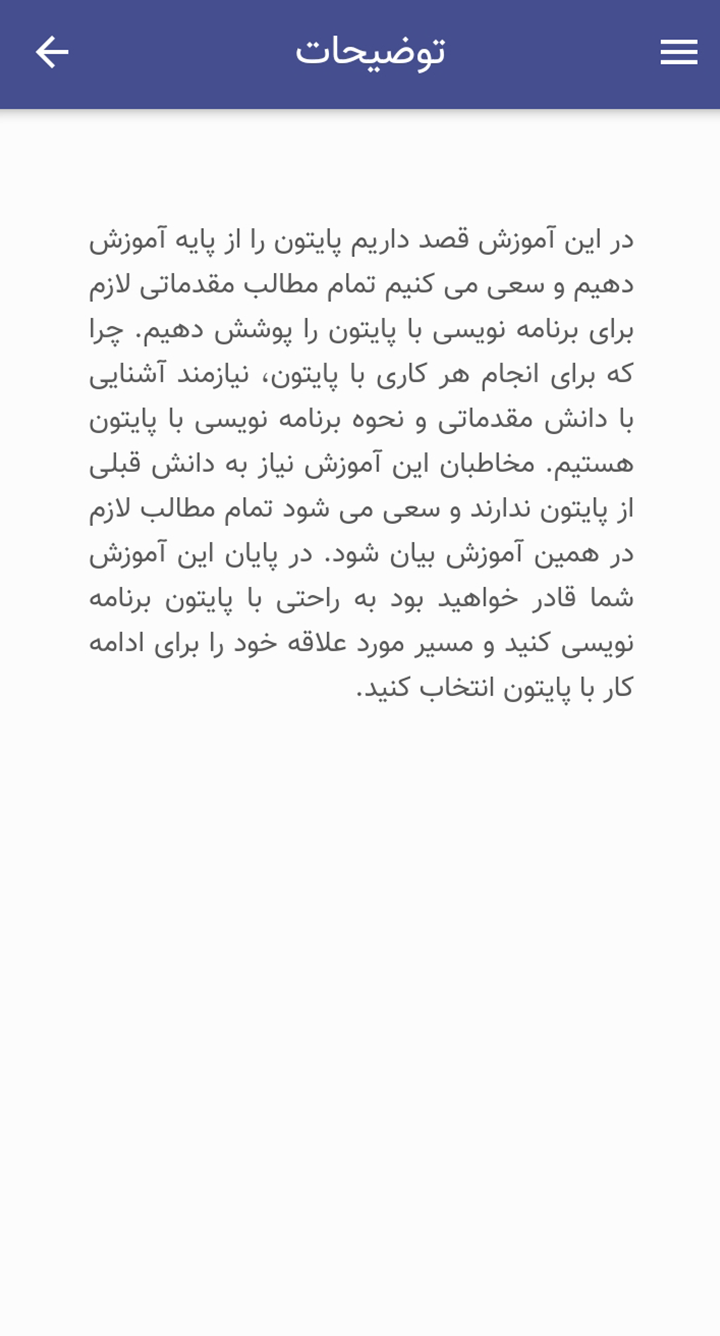 توضیحات
در این آموزش قصد داریم پایتون را از پایه آموزش
دهیم و سعی می کنیم تمام مطالب مقدماتی لازم
برای برنامه نویسی با پایتون را پوشش دهیم. چرا
که برای انجام هر کاری با پایتون، نیازمند آشنایی
با دانش مقدماتی و نحوه برنامه نویسی با پایتون
هستیم. مخاطبان این آموزش نیاز به دانش قبلی
از پایتون ندارند و سعی می شود تمام مطالب لازم
در همین آموزش بیان شود. در پایان این آموزش
شما قادر خواهید بود به راحتی با پایتون برنامه
نویسی کنید و مسیر مورد علاقه خود را برای ادامه
کار با پایتون انتخاب کنید.